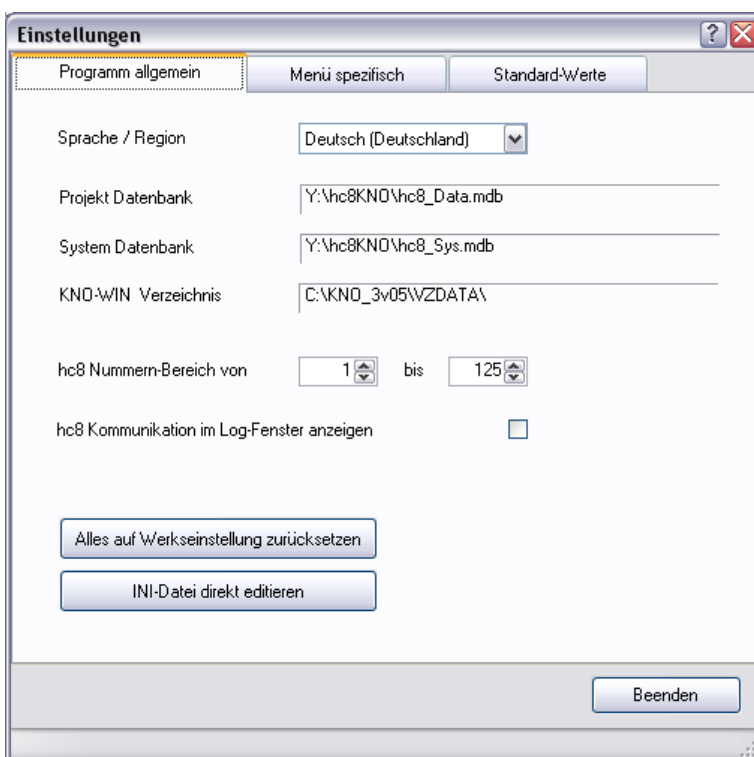 Einstellungen
Programm allgemein Menü spezifisch Standard-Werte
Sprache / Region Deutsch (Deutschland)
Projekt Datenbank Y:\hc8KNO\hc8_Data.mdb
System Datenbank Y:\hc8KNO\hc8_Sys.mdb
KNO-WIN Verzeichnis C:\KNO_3v05\VZDATA\
hc8 Nummern-Bereich von 1 bis 125
hc8 Kommunikation im Log-Fenster anzeigen
Alles auf Werkseinstellung zurücksetzen
INI-Datei direkt editieren
Beenden